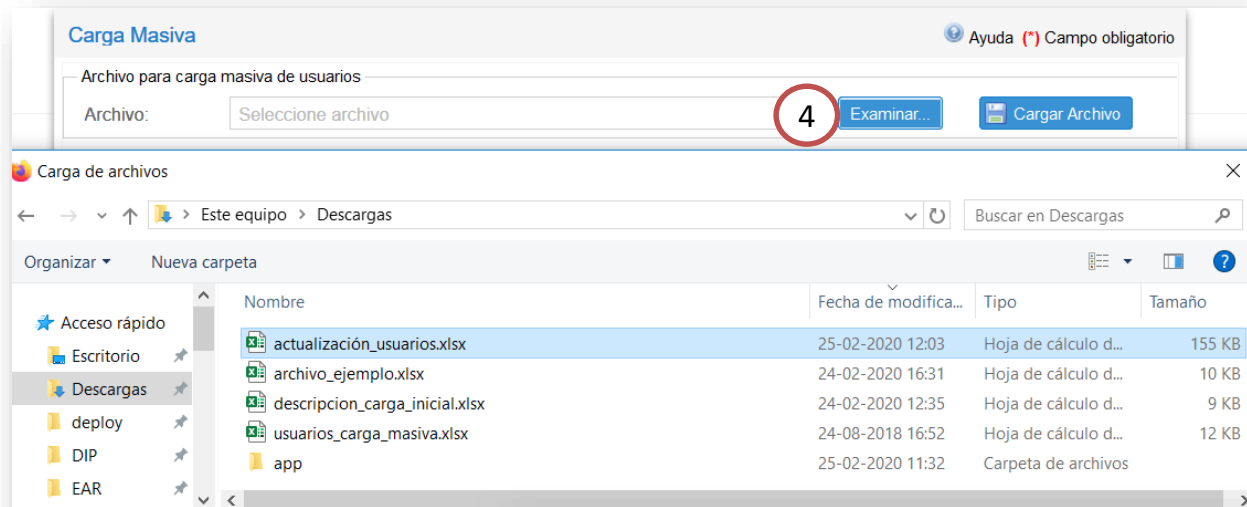 Carga Masiva
Ayuda (*) Campo obligatorio
Archivo para carga masiva de usuarios
Archivo: Seleccione archivo 4 Examinar... Cargar Archivo
Carga de archivos
Este equipo > Descargas Buscar en Descargas
Organizar Nueva carpeta ?
Nombre Fecha de modifica... Tipo Tamaño
Acceso rápido
actualización_usuarios.xlsx 25-02-2020 12:03 Hoja de cálculo d... 155 KB
Escritorio
archivo_ejemplo.xlsx 24-02-2020 16:31 Hoja de cálculo d... 10 KB
Descargas
descripcion_carga_inicial.xlsx 24-02-2020 12:35 Hoja de cálculo d... 9 KB
deploy
usuarios_carga_masiva.xlsx 24-08-2018 16:52 Hoja de cálculo d... 12 KB
DIP
app 25-02-2020 11:32 Carpeta de archivos
EAR